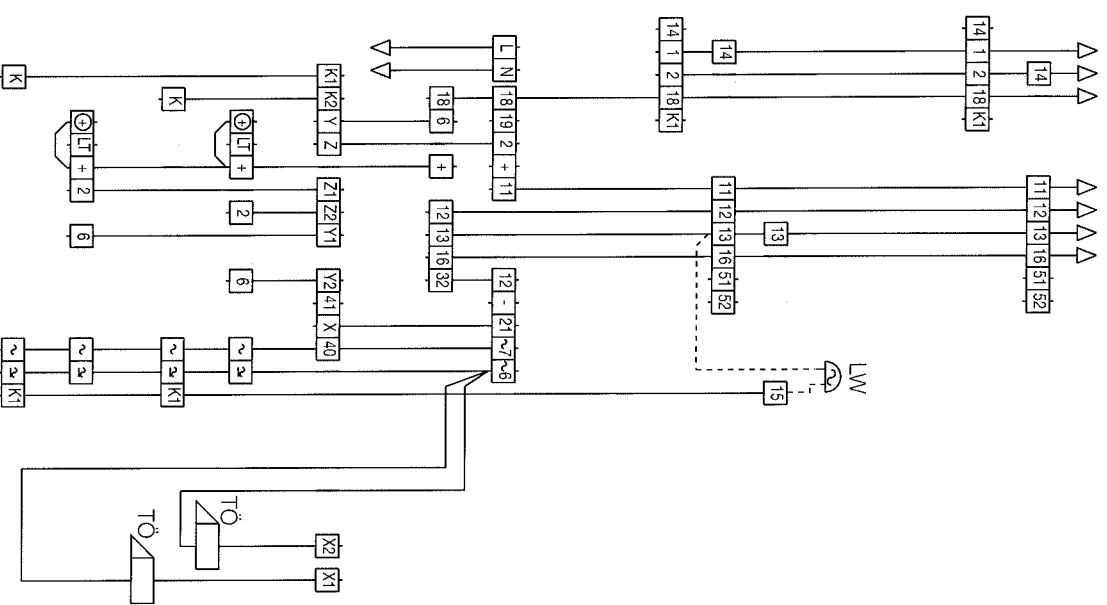 14 11 12 13 16 51 52
14 1 2 18 K1
LW
13 15
14 11 12 13 16 51 52
14 1 2 18 K1
L N 18 19 2 + 11 12 - 21 ~7 ~6
18 6 + 12 13 16 32
K1 K2 Y Z Z1 Z2 Y1 Y2 41 X 40 X2 X1
⊕ LT + 2 6 ~ ~
TÖ
K ~ ~ K1
TÖ
⊕ LT + 2 6 ~ ~
K ~ ~ K1